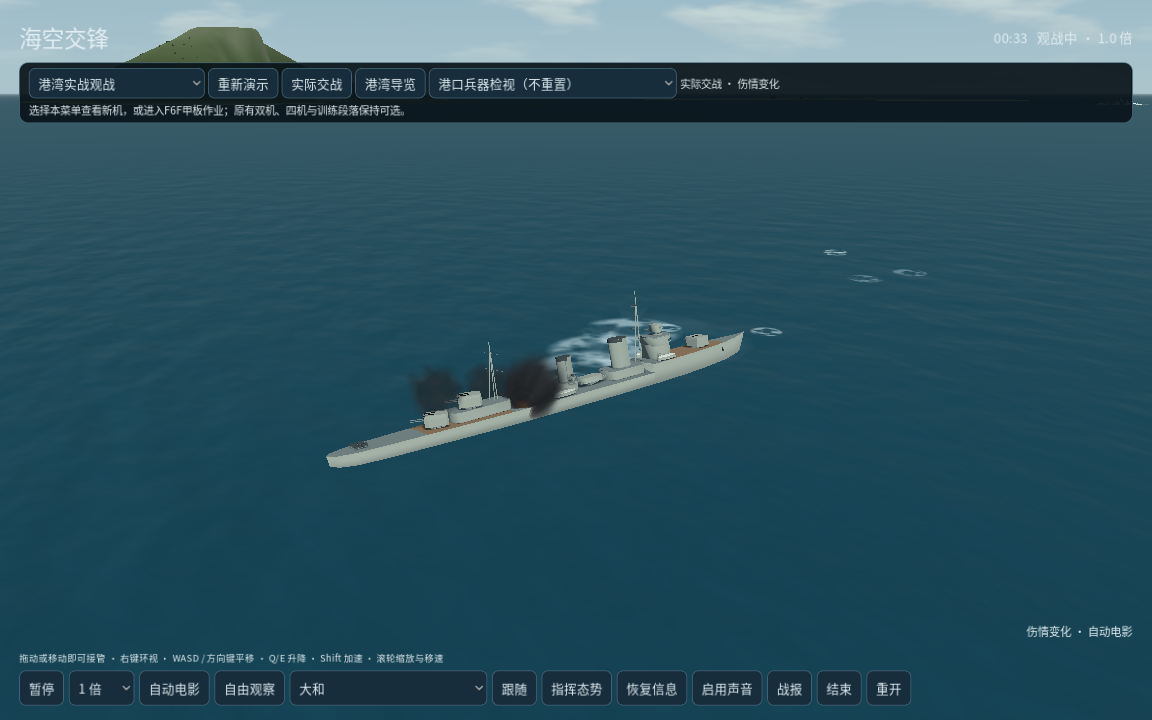 海空交锋
00:33 观战中 · 1.0 倍
港湾实战观战 重新演示 实际交战 港湾导览 港口兵器检视（不重置） 实际交战 · 伤情变化
选择本菜单查看新机，或进入F6F甲板作业；原有双机、四机与训练段落保持可选。
伤情变化 · 自动电影
拖动或移动即可接管 · 右键环视 · WASD / 方向键平移 · Q/E 升降 · Shift 加速 · 滚轮缩放与移速
暂停 1 倍 自动电影 自由观察 大和 跟随 指挥态势 恢复信息 启用声音 战报 结束 重开